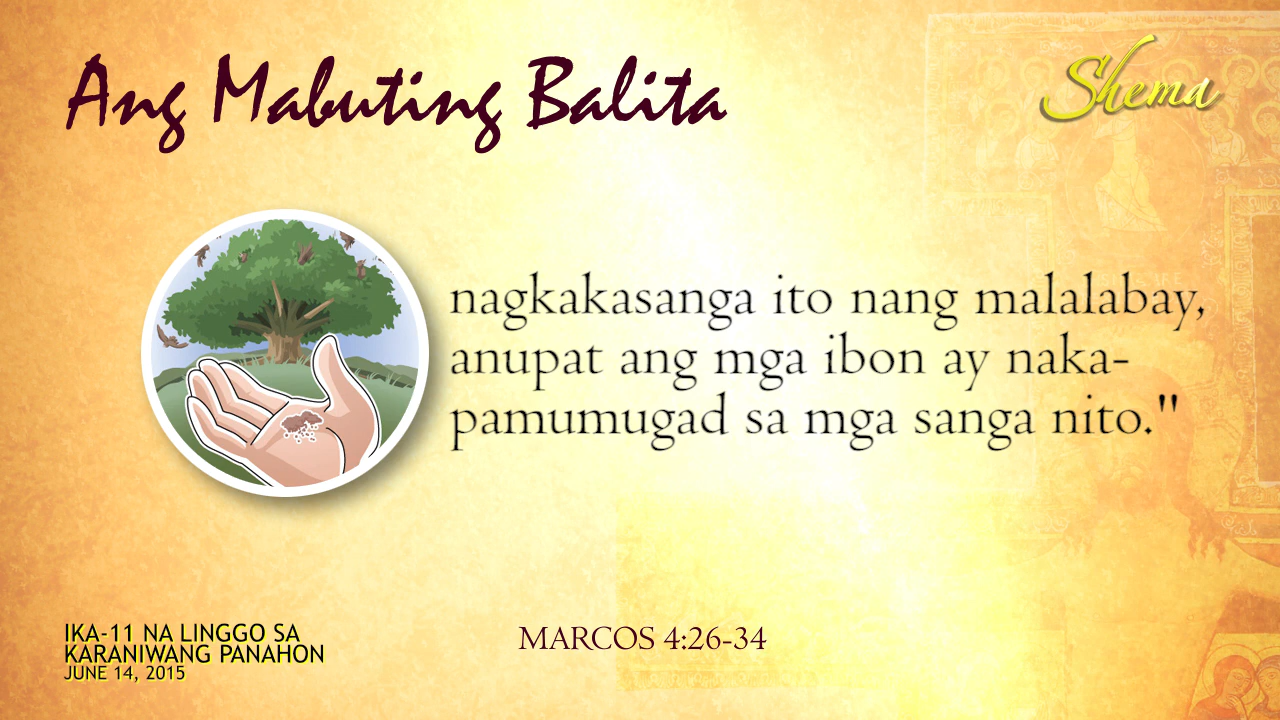 Ang Mabuting Balita
Shema
nagkakasanga ito nang malalabay,
anupat ang mga ibon ay naka-
pamumugad sa mga sanga nito."
IKA-11 NA LINGGO SA
KARANIWANG PANAHON
JUNE 14, 2015
MARCOS 4:26-34